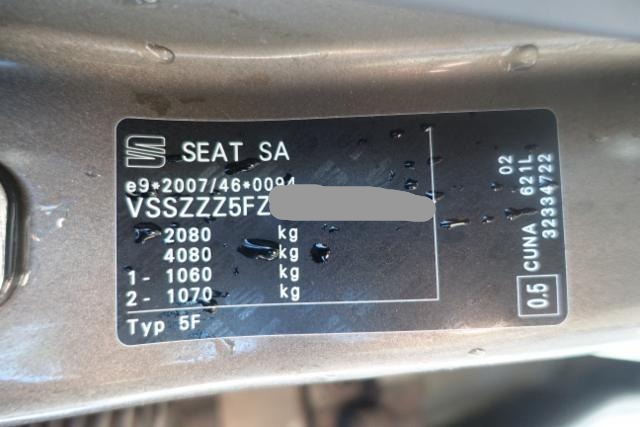 SEAT SA
e9*2007/46*0094
VSSZZZ5FZ
2080 kg
4080 kg
1- 1060 kg
2- 1070 kg
Typ 5F
0.5
CUNA 621L 02
32334722